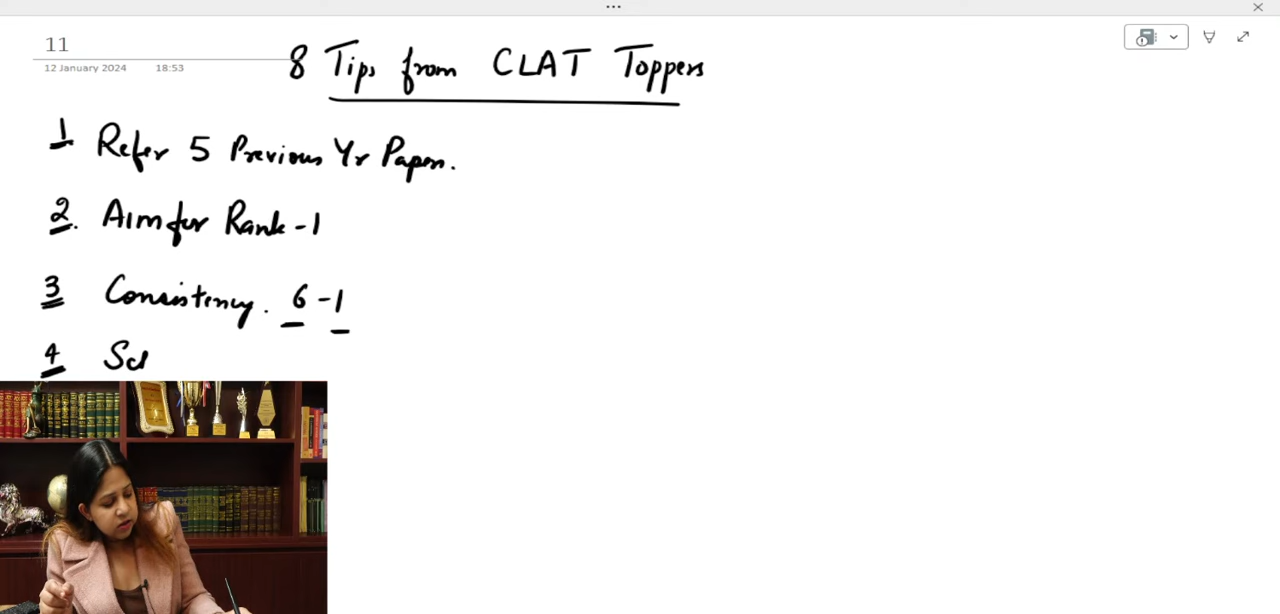 11
12 January 2024 18:53
8 Tips from CLAT Toppers
1 Refer 5 Previous Yr Papers.
2. Aim for Rank-1
3 Consistency. 6-1
4 Sch